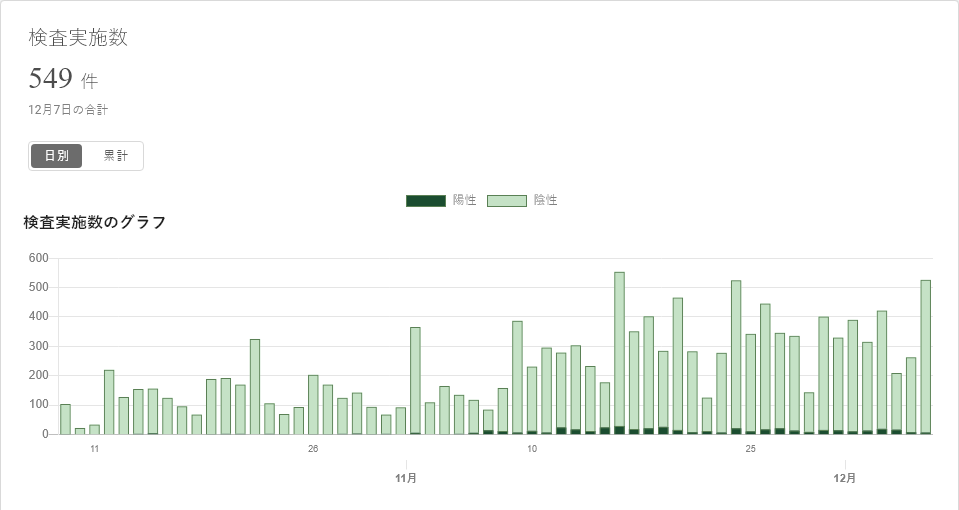 検査実施数
549 件
12月7日の合計
日別 累計
陽性 陰性
検査実施数のグラフ
600
500
400
300
200
100
0
11 26 10 25
11月 12月